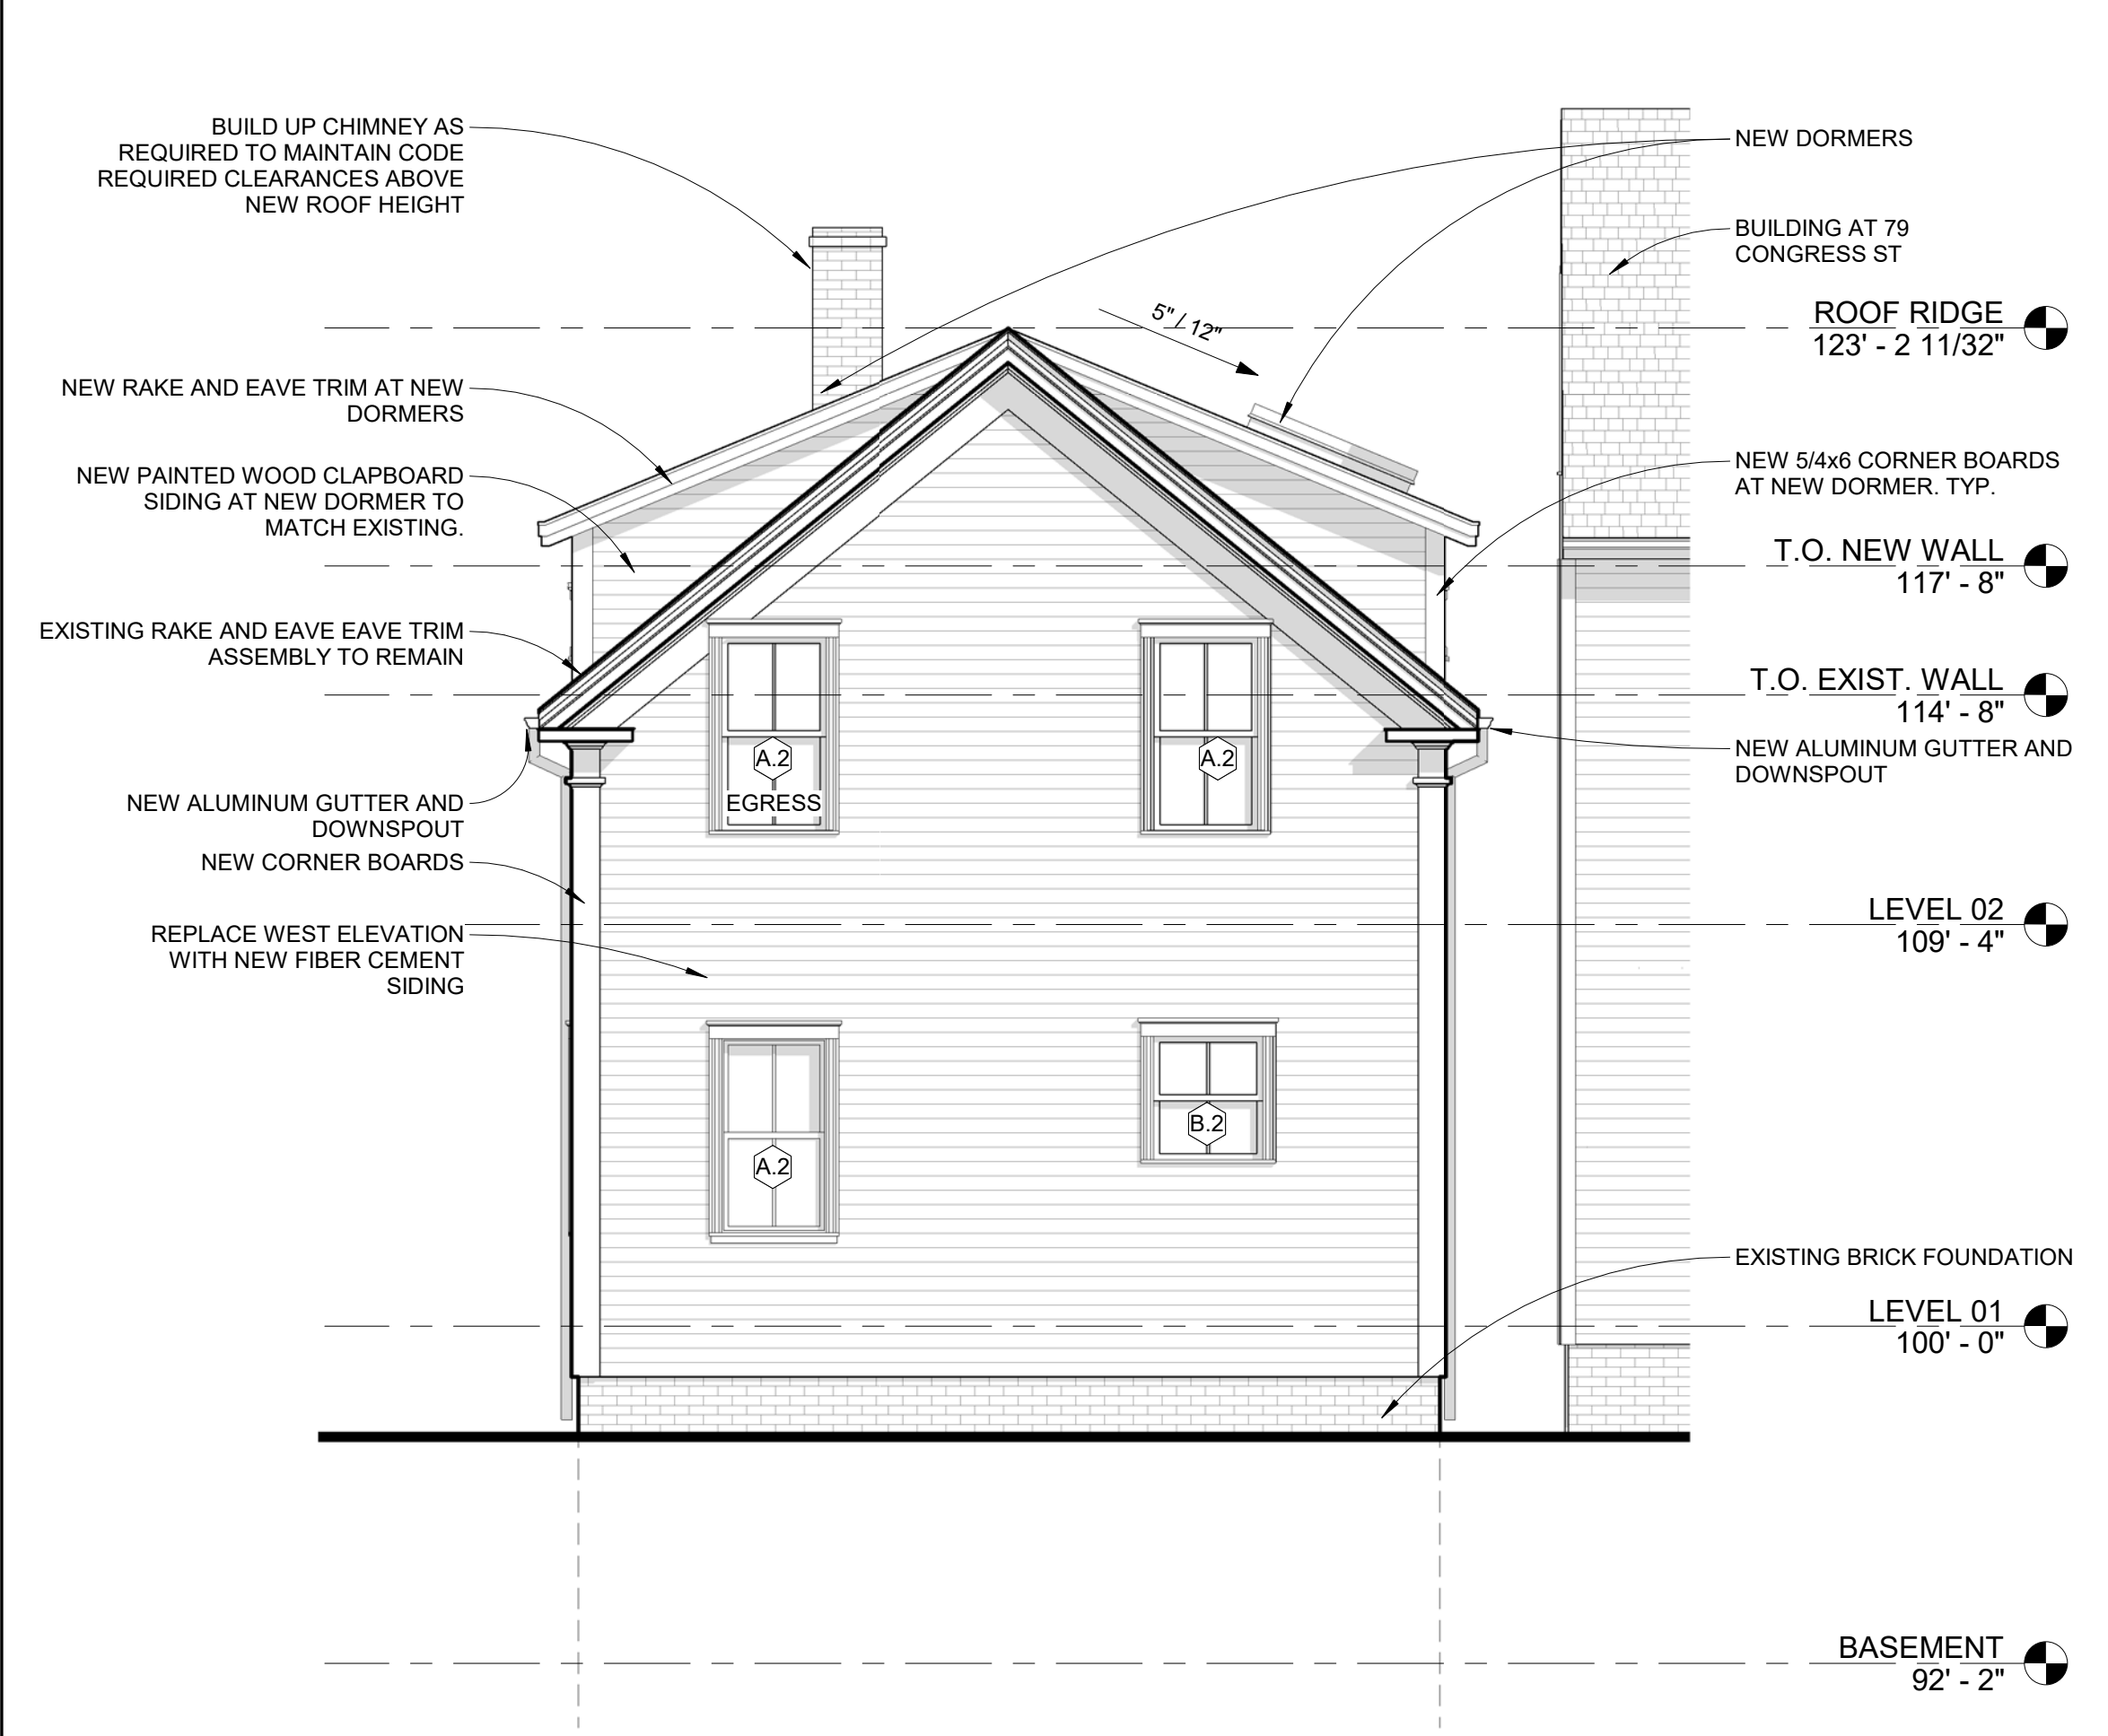 BUILD UP CHIMNEY AS
REQUIRED TO MAINTAIN CODE
REQUIRED CLEARANCES ABOVE
NEW ROOF HEIGHT
NEW RAKE AND EAVE TRIM AT NEW
DORMERS
NEW PAINTED WOOD CLAPBOARD
SIDING AT NEW DORMER TO
MATCH EXISTING.
EXISTING RAKE AND EAVE EAVE TRIM
ASSEMBLY TO REMAIN
NEW ALUMINUM GUTTER AND
DOWNSPOUT
NEW CORNER BOARDS
REPLACE WEST ELEVATION
WITH NEW FIBER CEMENT
SIDING
5" / 12"
A.2
EGRESS
A.2
A.2
B.2
NEW DORMERS
BUILDING AT 79
CONGRESS ST
ROOF RIDGE
123' - 2 11/32"
NEW 5/4x6 CORNER BOARDS
AT NEW DORMER. TYP.
T.O. NEW WALL
117' - 8"
T.O. EXIST. WALL
114' - 8"
NEW ALUMINUM GUTTER AND
DOWNSPOUT
LEVEL 02
109' - 4"
EXISTING BRICK FOUNDATION
LEVEL 01
100' - 0"
BASEMENT
92' - 2"